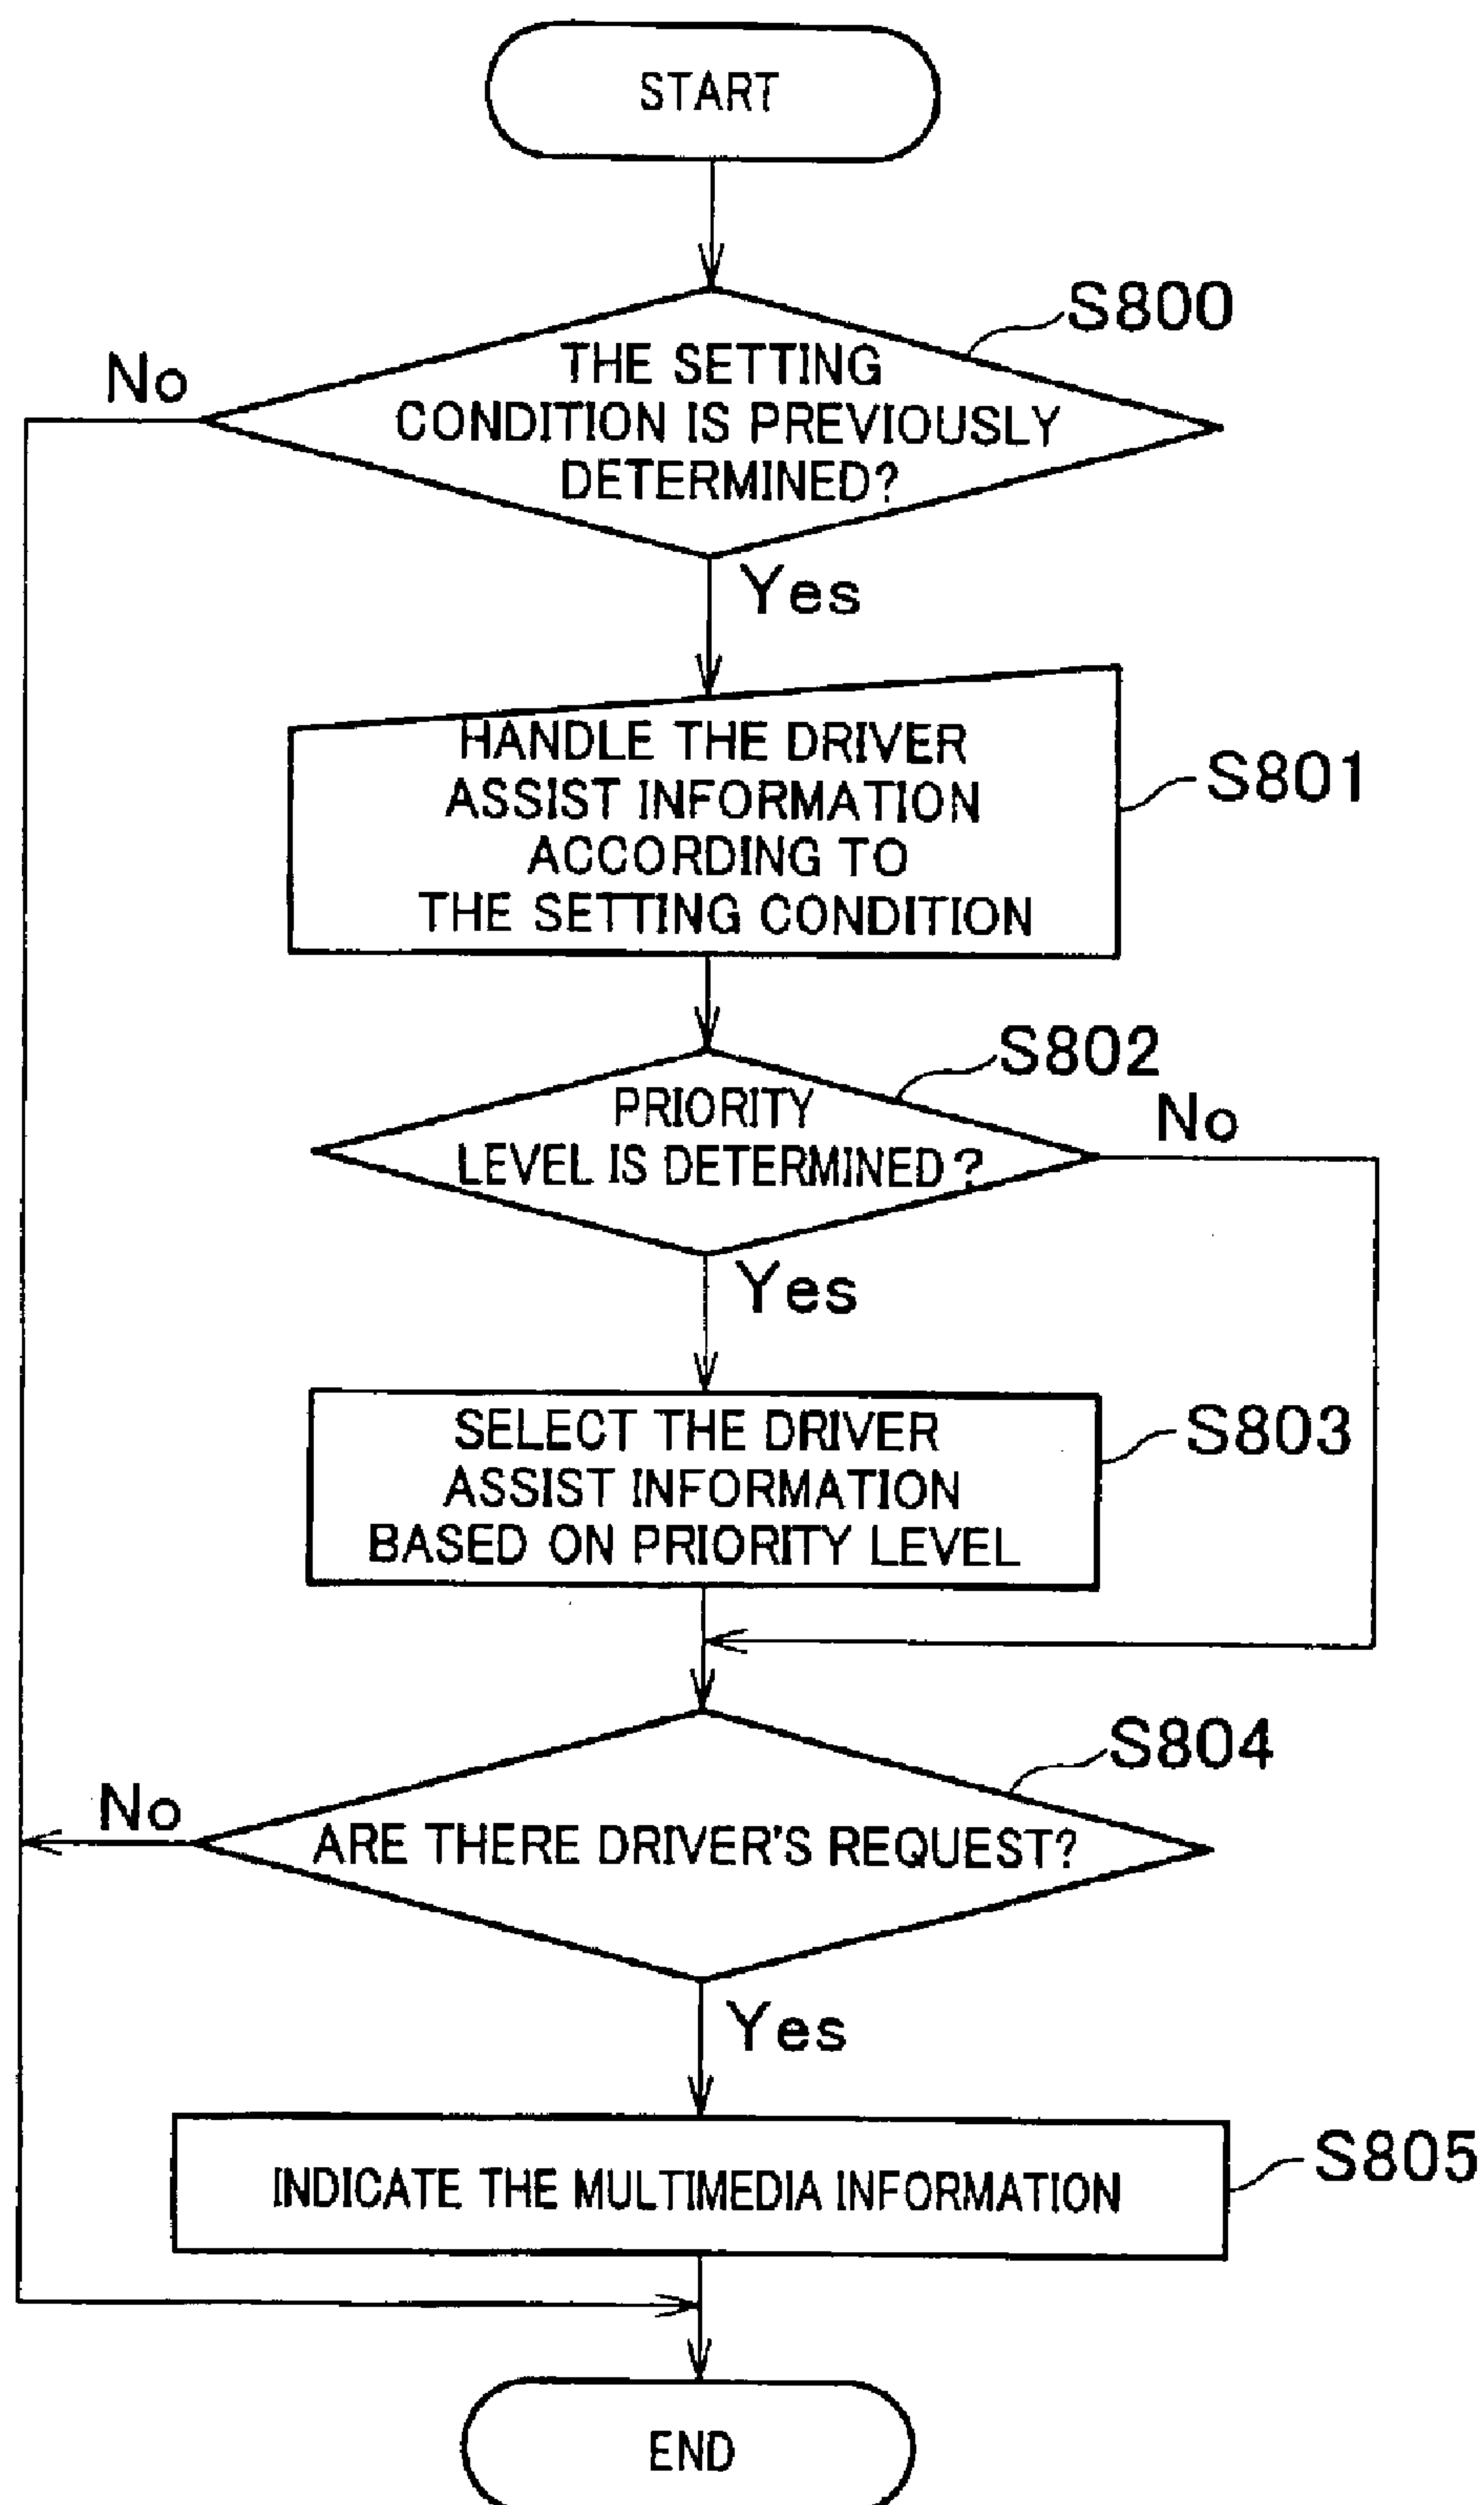 START
S800
No
THE SETTING
CONDITION IS PREVIOUSLY
DETERMINED?
Yes
HANDLE THE DRIVER
ASSIST INFORMATION
ACCORDING TO
THE SETTING CONDITION
S801
S802
PRIORITY
LEVEL IS DETERMINED?
No
Yes
SELECT THE DRIVER
ASSIST INFORMATION
BASED ON PRIORITY LEVEL
S803
S804
No
ARE THERE DRIVER'S REQUEST?
Yes
INDICATE THE MULTIMEDIA INFORMATION
S805
END